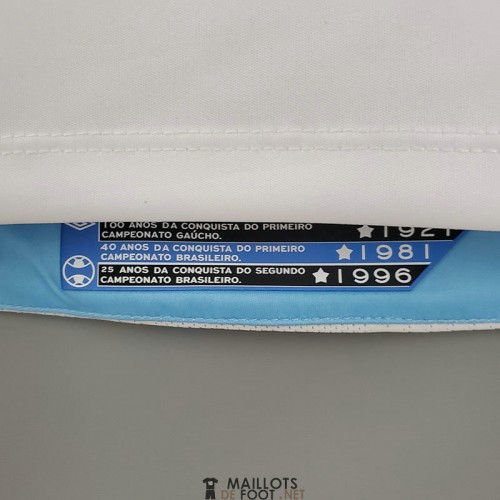 100 ANOS DA CONQUISTA DO PRIMEIRO
CAMPEONATO GAÚCHO.
1921
40 ANOS DA CONQUISTA DO PRIMEIRO
CAMPEONATO BRASILEIRO.
1981
25 ANOS DA CONQUISTA DO SEGUNDO
CAMPEONATO BRASILEIRO.
1996
MAILLOTS
DE FOOT.NET